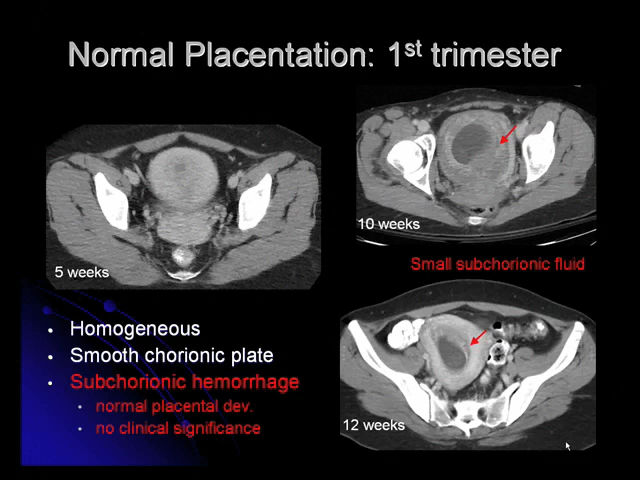 Normal Placentation: 1st trimester
5 weeks
10 weeks
Small subchorionic fluid
12 weeks
• Homogeneous
• Smooth chorionic plate
• Subchorionic hemorrhage
• normal placental dev.
• no clinical significance